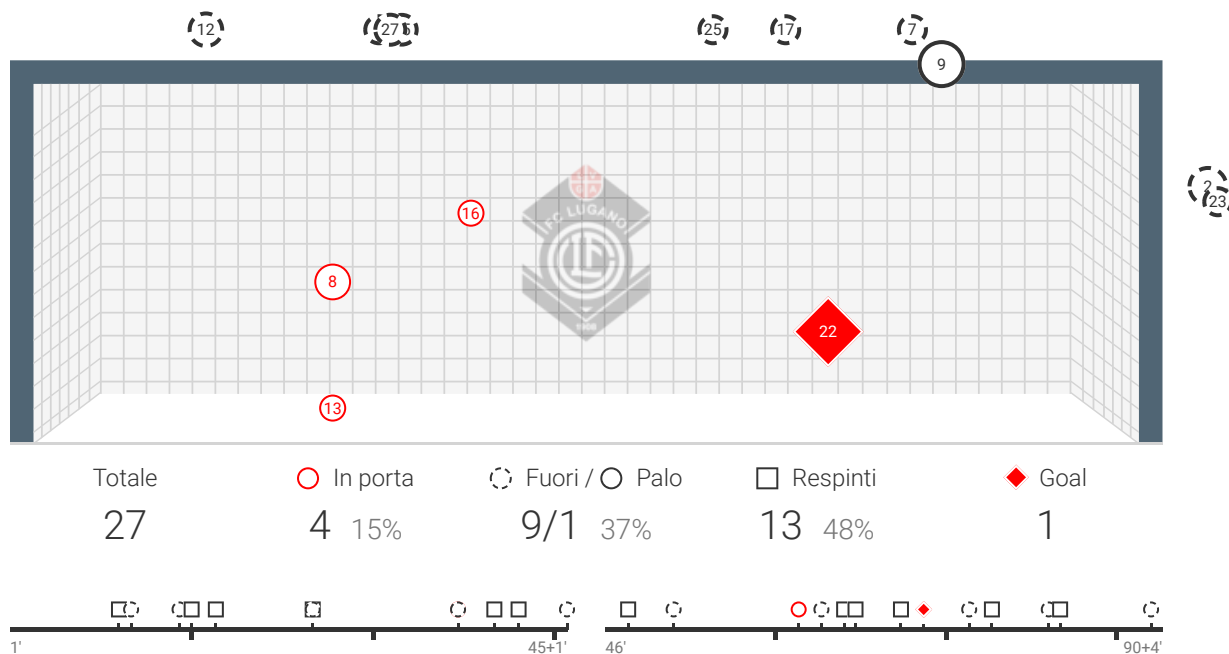 12 27 25 17 7
9
2
23
16
FC LUGANO
8
22
1908
13
Totale In porta Fuori / Palo Respinti Goal
27 4 15% 9/1 37% 13 48% 1
1' 45+1' 46' 90+4'